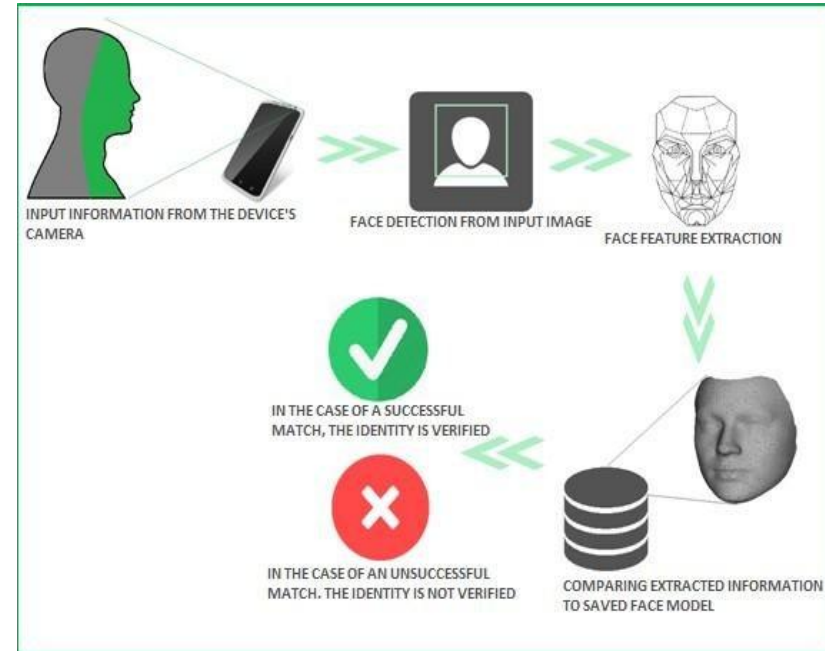 INPUT INFORMATION FROM THE DEVICE'S
CAMERA
FACE DETECTION FROM INPUT IMAGE
FACE FEATURE EXTRACTION
COMPARING EXTRACTED INFORMATION
TO SAVED FACE MODEL
IN THE CASE OF A SUCCESSFUL
MATCH, THE IDENTITY IS VERIFIED
IN THE CASE OF AN UNSUCCESSFUL
MATCH. THE IDENTITY IS NOT VERIFIED